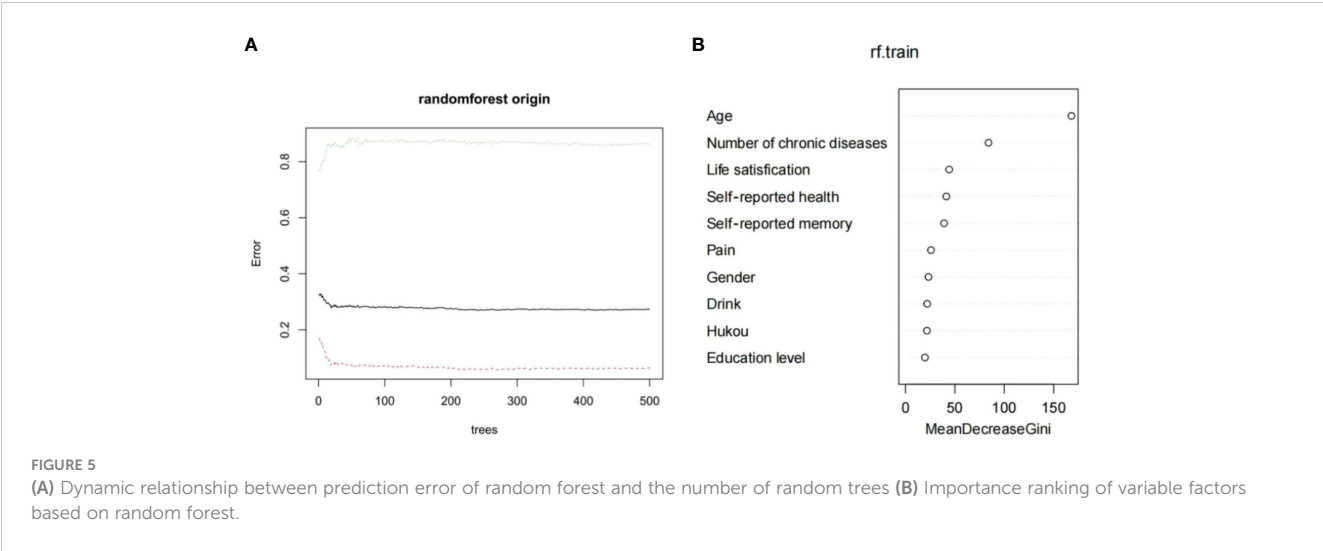 A
randomforest origin
Error
0.8
0.6
0.4
0.2
0 100 200 300 400 500
trees
B
rf.train
Age
Number of chronic diseases
Life satisfication
Self-reported health
Self-reported memory
Pain
Gender
Drink
Hukou
Education level
0 50 100 150
MeanDecreaseGini
FIGURE 5
(A) Dynamic relationship between prediction error of random forest and the number of random trees (B) Importance ranking of variable factors
based on random forest.